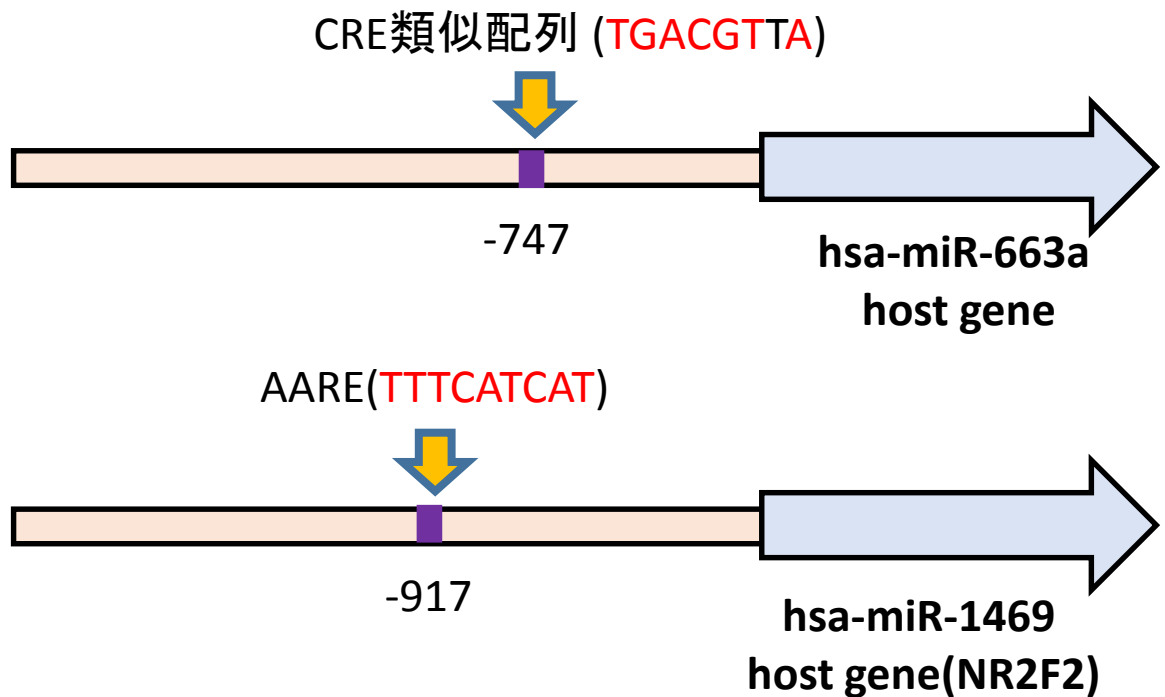 CRE類似配列 (TGACGTTA)
-747
hsa-miR-663a
host gene
AARE(TTTCATCAT)
-917
hsa-miR-1469
host gene(NR2F2)